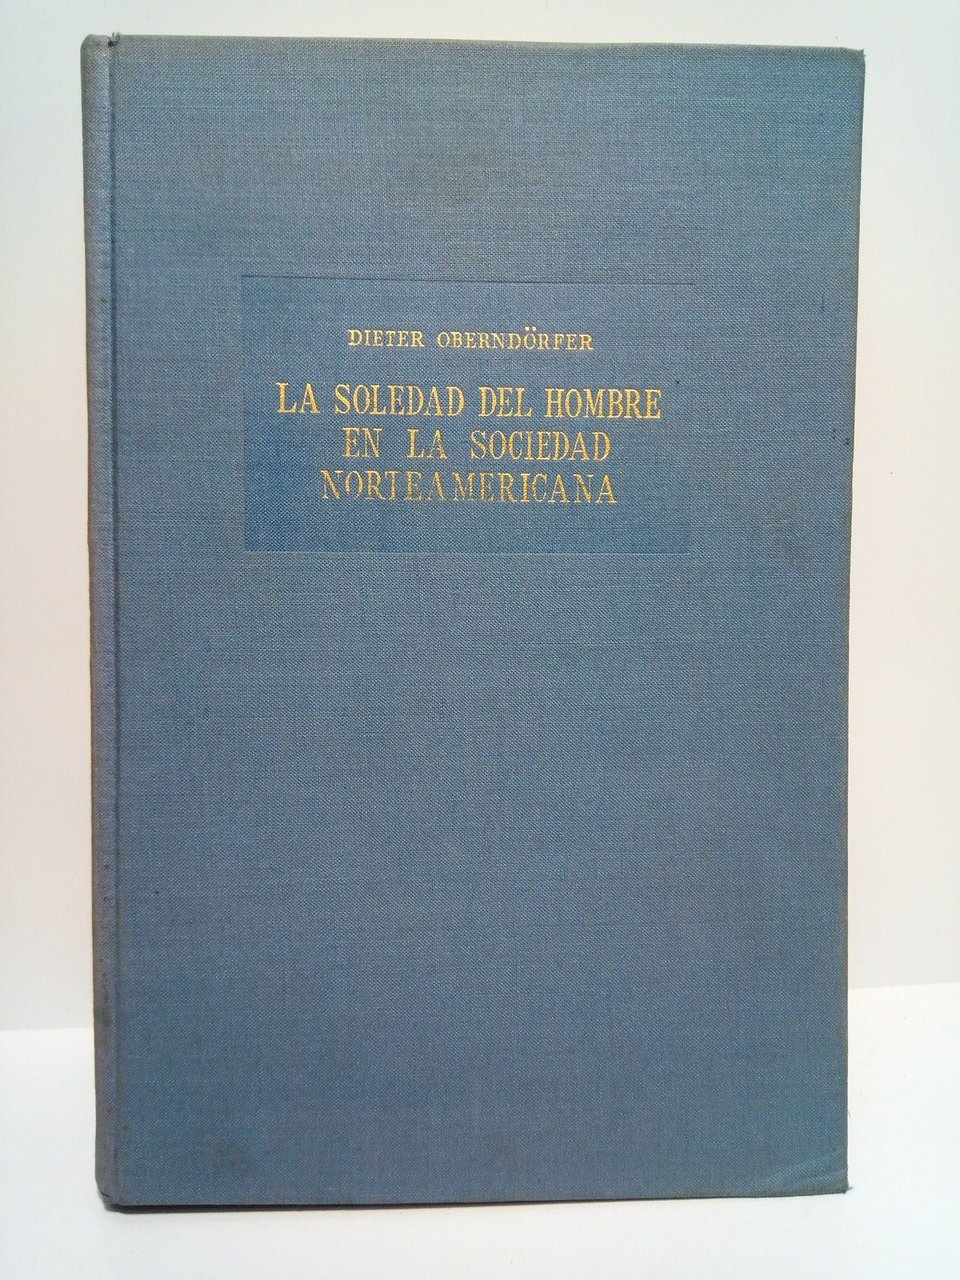 DIETER OBERNDÖRFER
LA SOLEDAD DEL HOMBRE
EN LA SOCIEDAD
NORTEAMERICANA